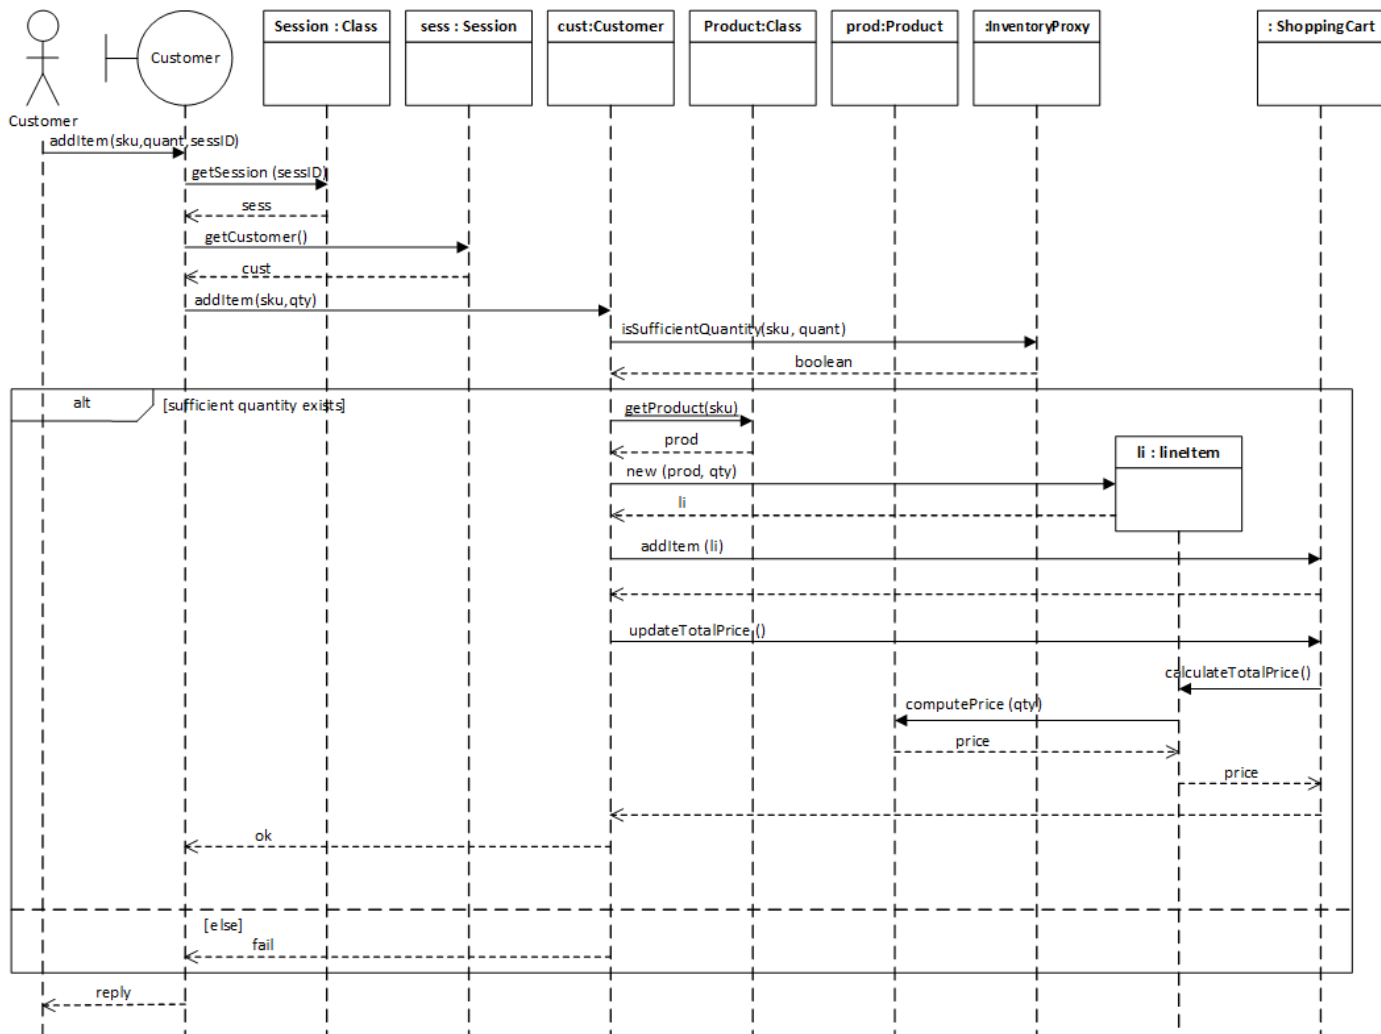 Session : Class
sess : Session
cust:Customer
Product:Class
prod:Product
:InventoryProxy
: ShoppingCart
Customer
Customer
addItem(sku,quant,sessID)
getSession (sessID)
sess
getCustomer()
cust
addItem(sku,qty)
isSufficientQuantity(sku, quant)
boolean
alt
[sufficient quantity exists]
getProduct(sku)
prod
li : lineItem
new (prod, qty)
li
addItem (li)
updateTotalPrice ()
calculateTotalPrice()
computePrice (qty)
price
price
ok
[else]
fail
reply